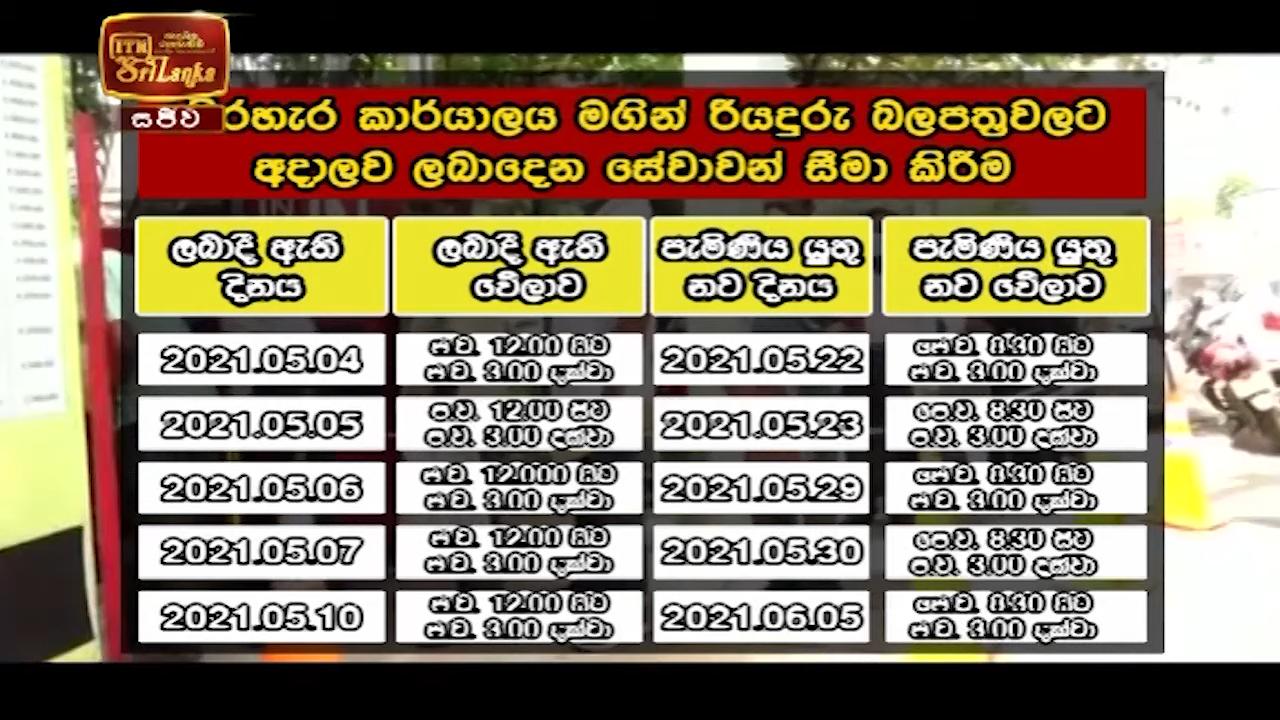 ITN
SriLanka
සජීව
රහැර කාර්යාලය මගින් රියදුරු බලපත්‍රවලට
අදාලව ලබාදෙන සේවාවන් සීමා කිරීම
ලබාදී ඇති දිනය
ලබාදී ඇති වේලාව
පැමිණිය යුතු නව දිනය
පැමිණිය යුතු නව වේලාව
2021.05.04
ප.ව. 12.00 සිට
ප.ව. 3.00 දක්වා
2021.05.22
පෙ.ව. 8.30 සිට
ප.ව. 3.00 දක්වා
2021.05.05
ප.ව. 12.00 සිට
ප.ව. 3.00 දක්වා
2021.05.23
පෙ.ව. 8.30 සිට
ප.ව. 3.00 දක්වා
2021.05.06
ප.ව. 12.000 සිට
ප.ව. 3.00 දක්වා
2021.05.29
පෙ.ව. 8.30 සිට
ප.ව. 3.00 දක්වා
2021.05.07
ප.ව. 12.00 සිට
ප.ව. 3.00 දක්වා
2021.05.30
පෙ.ව. 8.30 සිට
ප.ව. 3.00 දක්වා
2021.05.10
ප.ව. 12.00 සිට
ප.ව. 3.00 දක්වා
2021.06.05
පෙ.ව. 8.30 සිට
ප.ව. 3.00 දක්වා